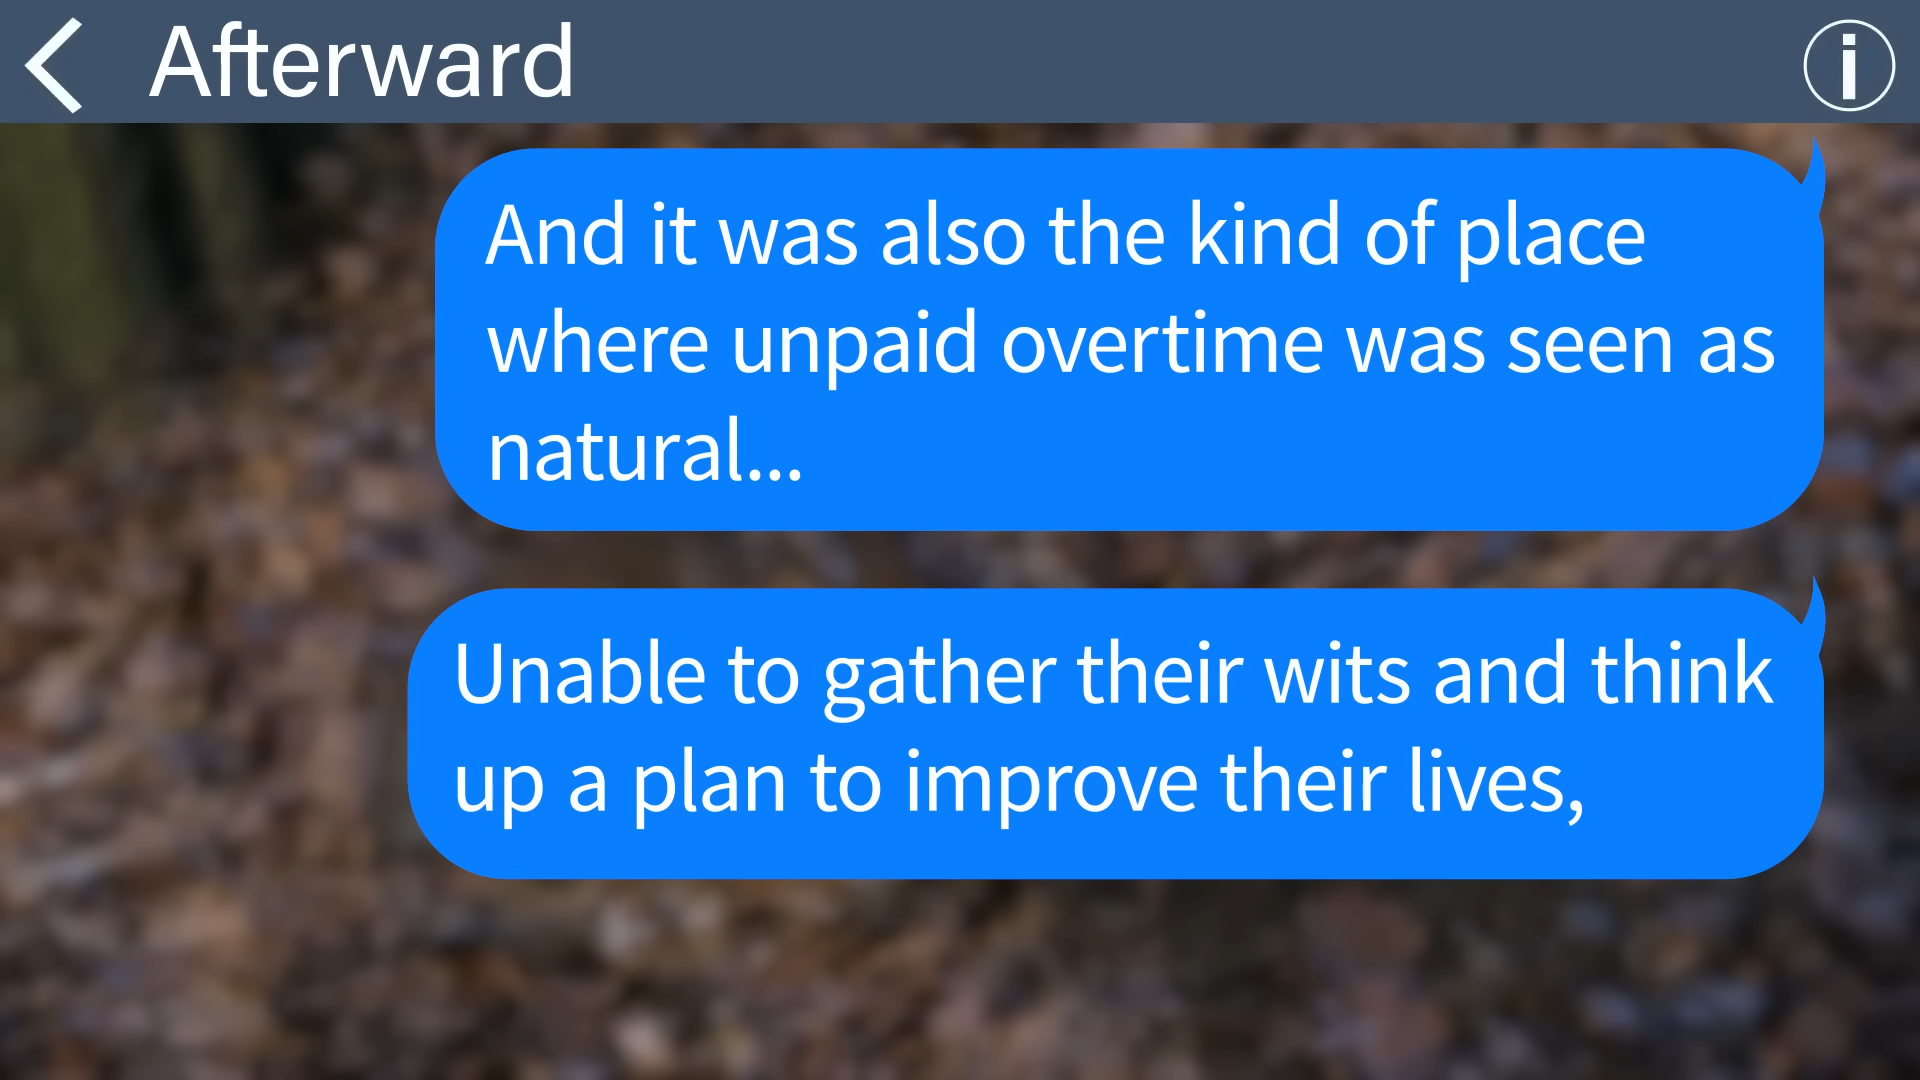 Afterward
And it was also the kind of place
where unpaid overtime was seen as
natural...
Unable to gather their wits and think
up a plan to improve their lives,